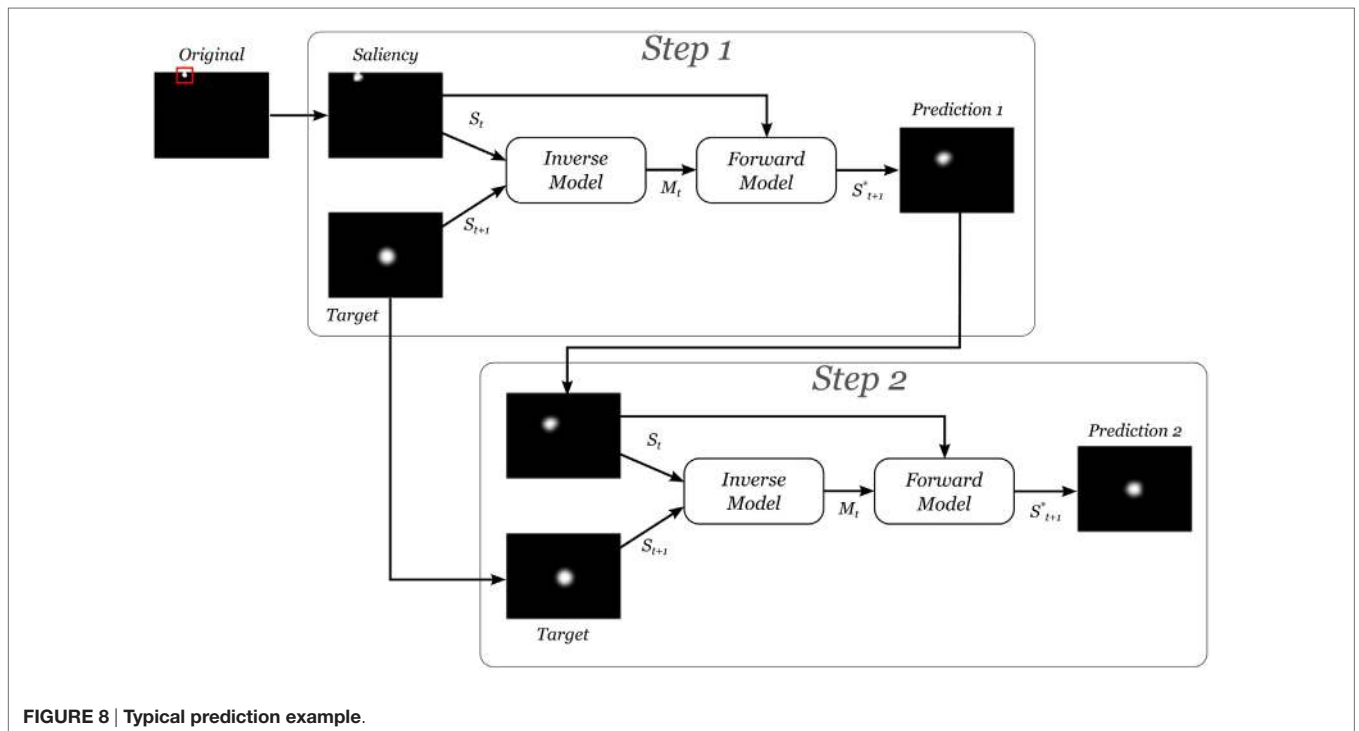 Step 1
Original
Saliency
Prediction 1
S_t
Inverse
Model
M_t
Forward
Model
S*_{t+1}
S_{t+1}
Target
Step 2
Prediction 2
S_t
Inverse
Model
M_t
Forward
Model
S*_{t+1}
S_{t+1}
Target
FIGURE 8 | Typical prediction example.